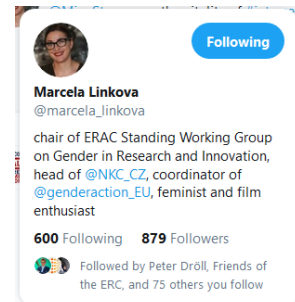 Following
Marcela Linkova
@marcela_linkova
chair of ERAC Standing Working Group
on Gender in Research and Innovation,
head of @NKC_CZ, coordinator of
@genderaction_EU, feminist and film
enthusiast
600 Following 879 Followers
Followed by Peter Dröll, Friends of
the ERC, and 75 others you follow